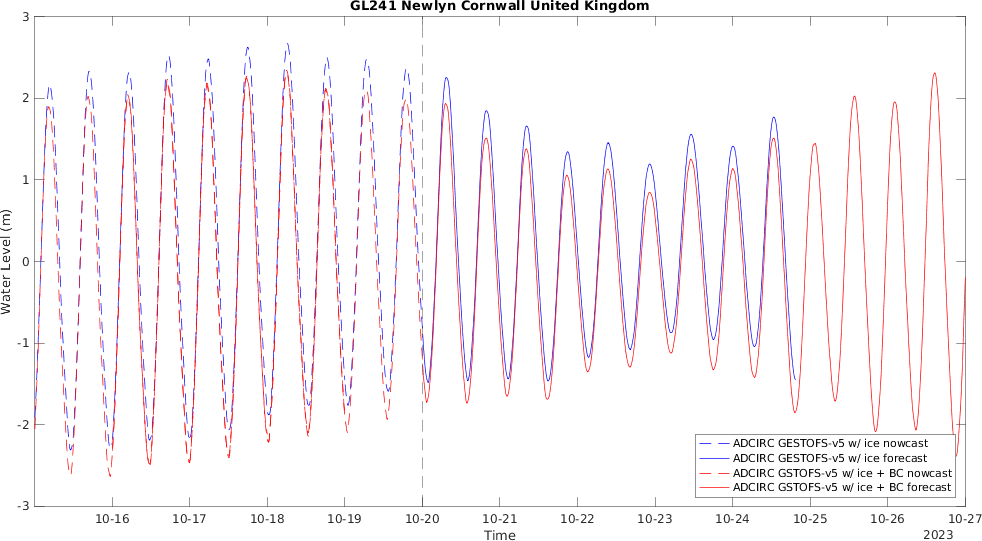 GL241 Newlyn Cornwall United Kingdom
3
2
1
0
-1
-2
-3
Water Level (m)
ADCIRC GESTOFS-v5 w/ ice nowcast
ADCIRC GESTOFS-v5 w/ ice forecast
ADCIRC GSTOFS-v5 w/ ice + BC nowcast
ADCIRC GSTOFS-v5 w/ ice + BC forecast
10-16 10-17 10-18 10-19 10-20 10-21 10-22 10-23 10-24 10-25 10-26 10-27
Time
2023